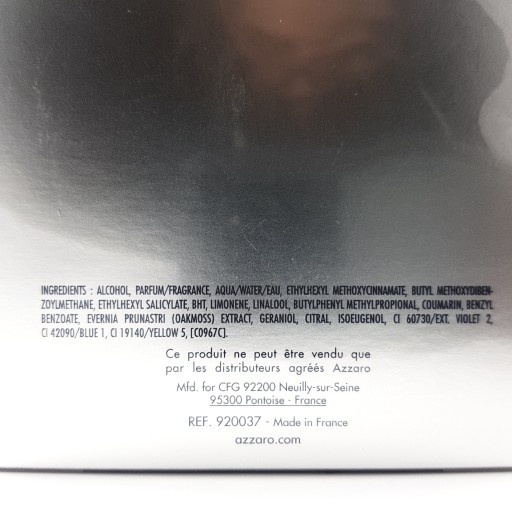 INGREDIENTS : ALCOHOL, PARFUM/FRAGRANCE, AQUA/WATER/EAU, ETHYLHEXYL METHOXYCINNAMATE, BUTYL METHOXYDIBEN-
ZOYLMETHANE, ETHYLHEXYL SALICYLATE, BHT, LIMONENE, LINALOOL, BUTYLPHENYL METHYLPROPIONAL, COUMARIN, BENZYL
BENZOATE, EVERNIA PRUNASTRI (OAKMOSS) EXTRACT, GERANIOL, CITRAL, ISOEUGENOL, CI 60730/EXT. VIOLET 2,
CI 42090/BLUE 1, CI 19140/YELLOW 5, [C0967C].
Ce produit ne peut être vendu que
par les distributeurs agréés Azzaro
Mfd. for CFG 92200 Neuilly-sur-Seine
95300 Pontoise - France
REF. 920037 - Made in France
azzaro.com